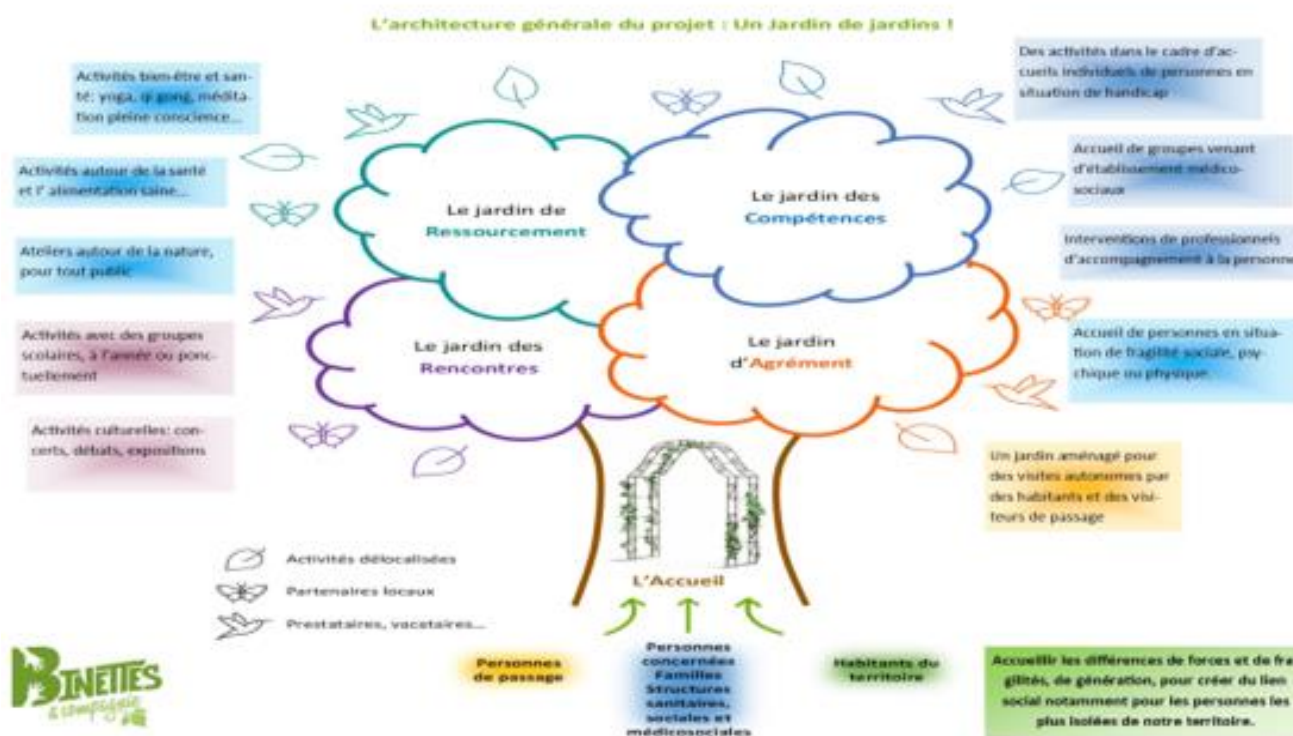 L'architecture générale du projet : Un Jardin de jardins !
Activités bien-être et san-
té: yoga, qi gong, médita-
tion pleine conscience...
Activités autour de la santé
et l' alimentation saine...
Ateliers autour de la nature,
pour tout public
Activités avec des groupes
scolaires, à l'année ou ponc-
tuellement
Activités culturelles: con-
certs, débats, expositions
Le jardin de
Ressourcement
Le jardin des
Compétences
Le jardin des
Rencontres
Le jardin
d'Agrément
Des activités dans le cadre d'ac-
cueils individuels de personnes en
situation de handicap
Accueil de groupes venant
d'établissement médico-
sociaux
Interventions de professionnels
d'accompagnement à la personne
Accueil de personnes en situa-
tion de fragilité sociale, psy-
chique ou physique.
Un jardin aménagé pour
des visites autonomes par
des habitants et des visi-
teurs de passage
Activités délocalisées
Partenaires locaux
Prestataires, vacataires...
L'Accueil
Personnes
de passage
Personnes
concernées
Familles
Structures
sanitaires,
sociales et
médicosociales
Habitants du
territoire
BINETTES
& compagnie
Accueillir les différences de forces et de fra
gilités, de génération, pour créer du lien
social notamment pour les personnes les
plus isolées de notre territoire.